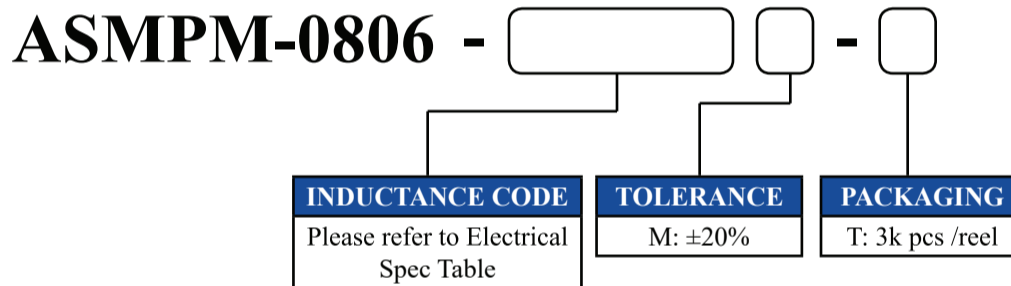 ASMPM-0806 - -
INDUCTANCE CODE
Please refer to Electrical
Spec Table
TOLERANCE
M: ±20%
PACKAGING
T: 3k pcs /reel